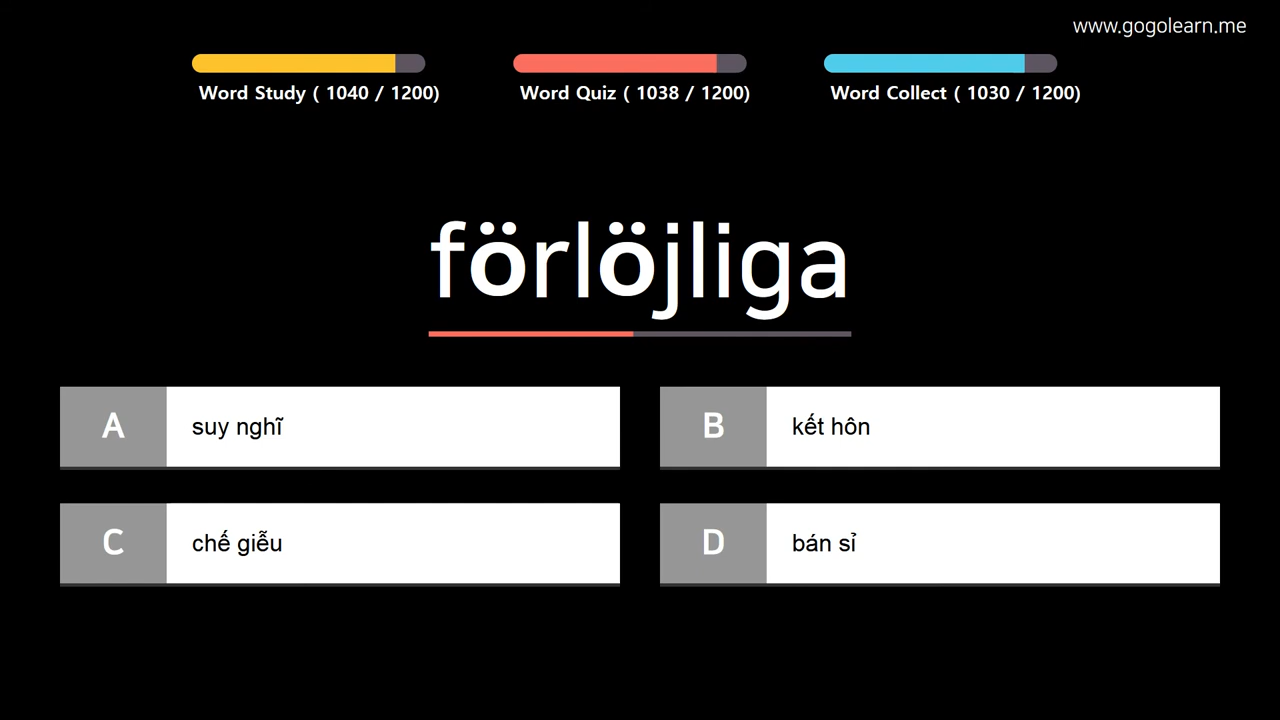 www.gogolearn.me
Word Study ( 1040 / 1200)
Word Quiz ( 1038 / 1200)
Word Collect ( 1030 / 1200)
förlöjliga
A suy nghĩ
B kết hôn
C chế giễu
D bán sỉ